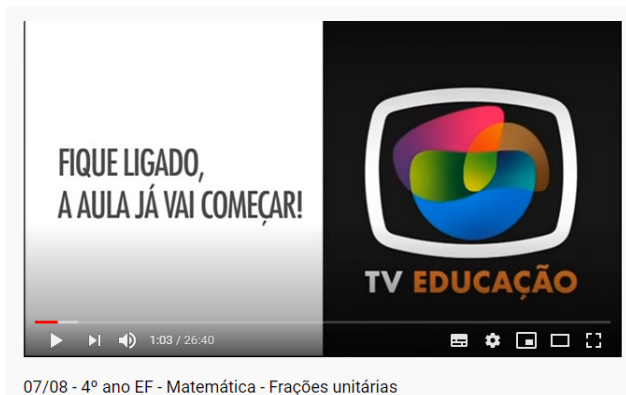 FIQUE LIGADO,
A AULA JÁ VAI COMEÇAR!
TV EDUCAÇÃO
1:03 / 26:40
07/08 - 4º ano EF - Matemática - Frações unitárias